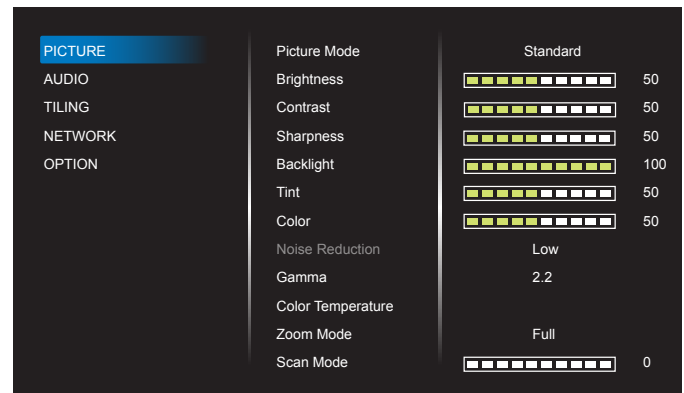 PICTURE
AUDIO
TILING
NETWORK
OPTION
Picture Mode Standard
Brightness 50
Contrast 50
Sharpness 50
Backlight 100
Tint 50
Color 50
Noise Reduction Low
Gamma 2.2
Color Temperature
Zoom Mode Full
Scan Mode 0